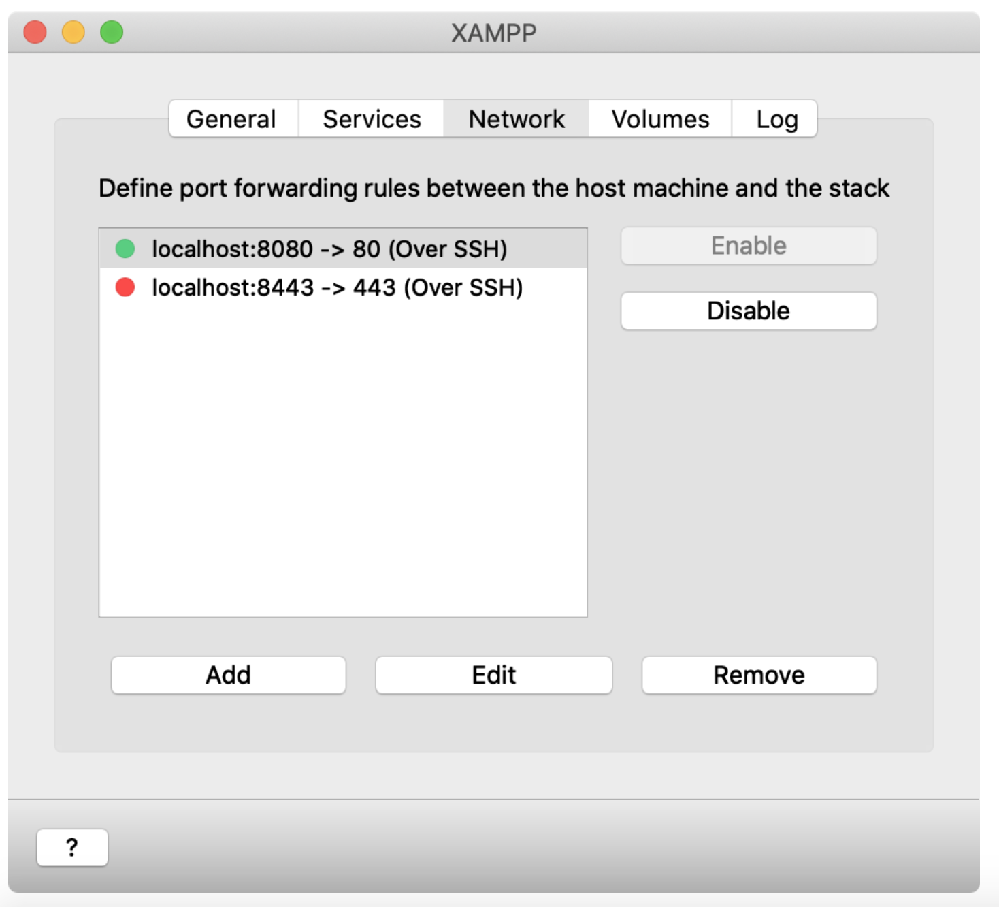 XAMPP
General Services Network Volumes Log
Define port forwarding rules between the host machine and the stack
localhost:8080 -> 80 (Over SSH)
Enable
localhost:8443 -> 443 (Over SSH)
Disable
Add Edit Remove
?